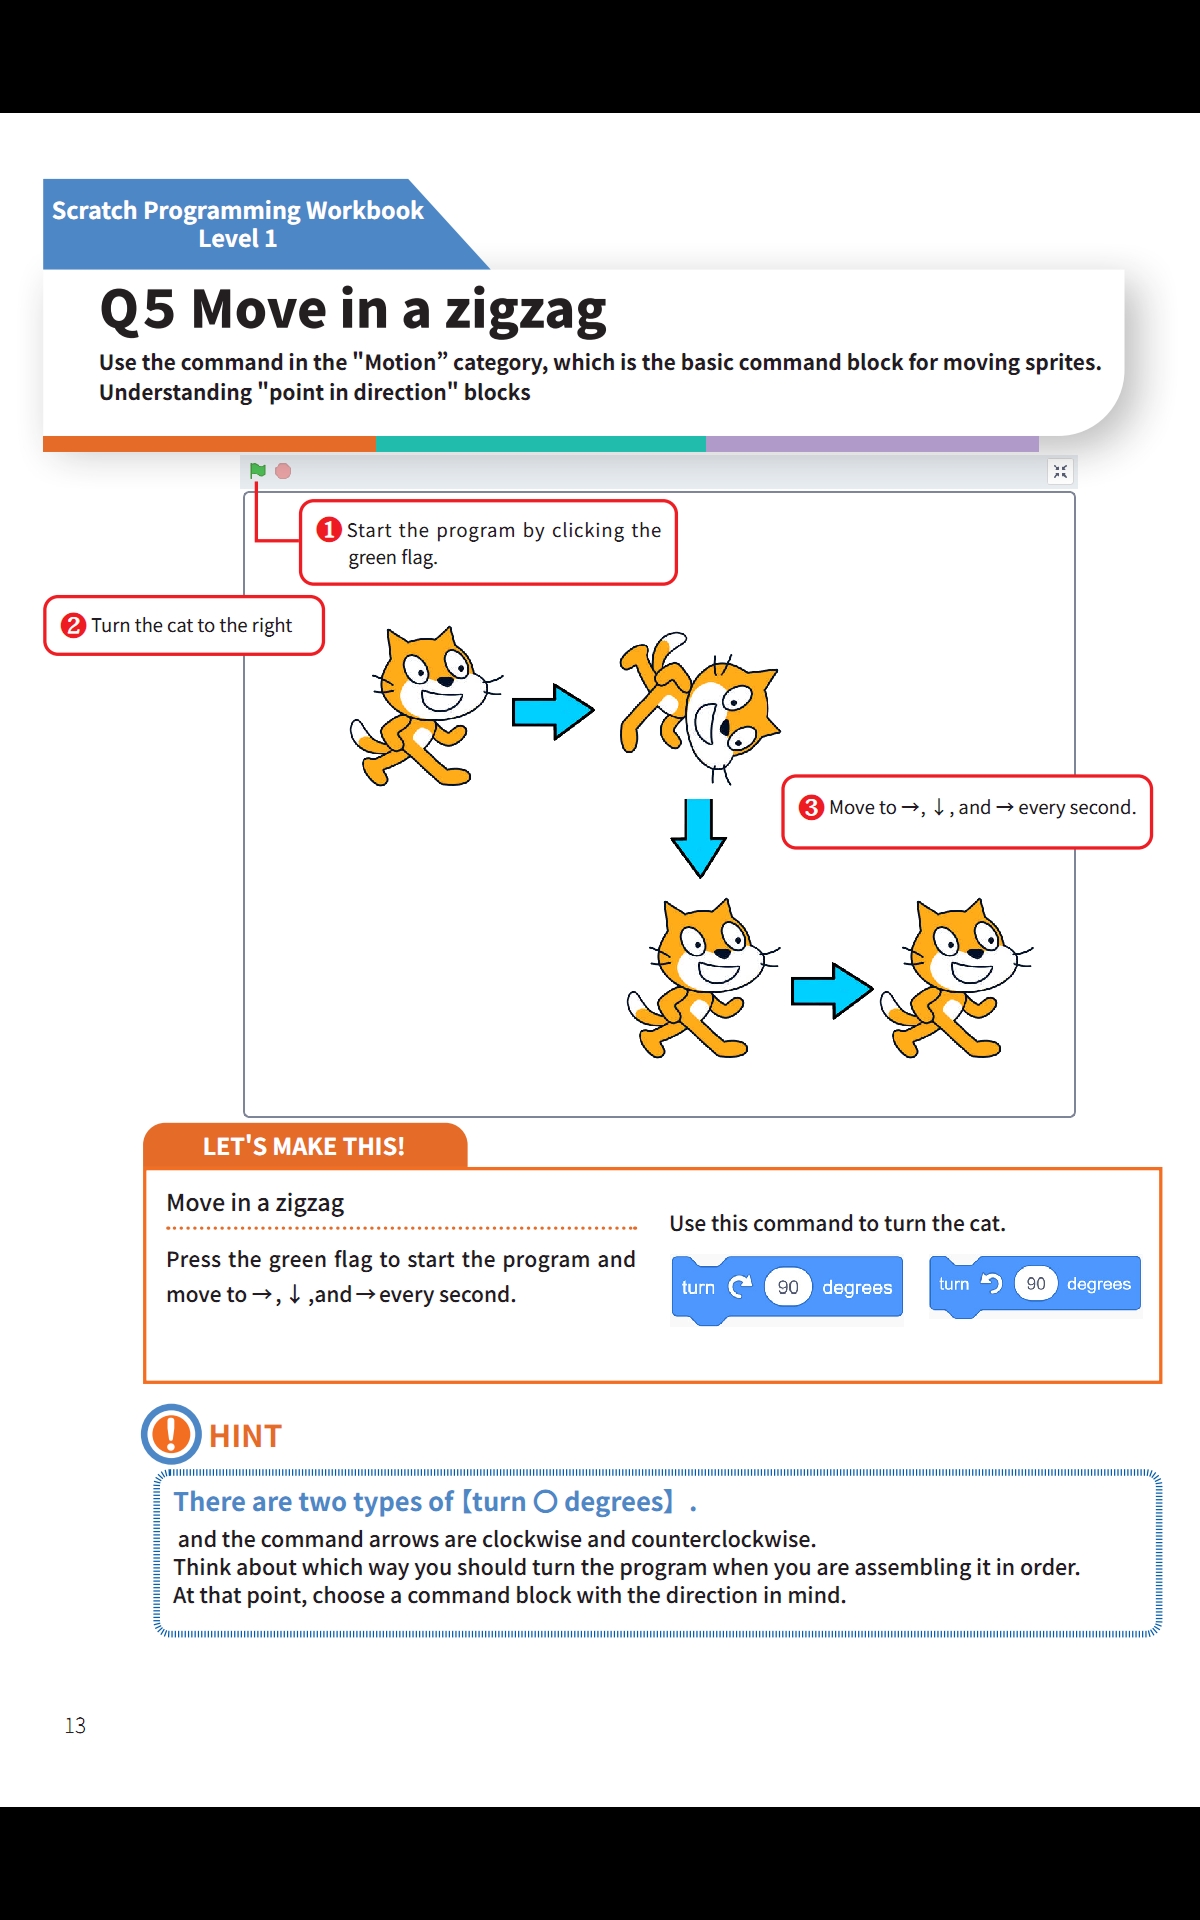 Scratch Programming Workbook
Level 1
Q5 Move in a zigzag
Use the command in the "Motion” category, which is the basic command block for moving sprites.
Understanding "point in direction" blocks
1 Start the program by clicking the
green flag.
2 Turn the cat to the right
3 Move to →, ↓, and → every second.
LET'S MAKE THIS!
Move in a zigzag
Press the green flag to start the program and
move to →, ↓ ,and → every second.
Use this command to turn the cat.
turn ↻ 90 degrees
turn ↺ 90 degrees
! HINT
There are two types of【turn ○ degrees】.
and the command arrows are clockwise and counterclockwise.
Think about which way you should turn the program when you are assembling it in order.
At that point, choose a command block with the direction in mind.
13